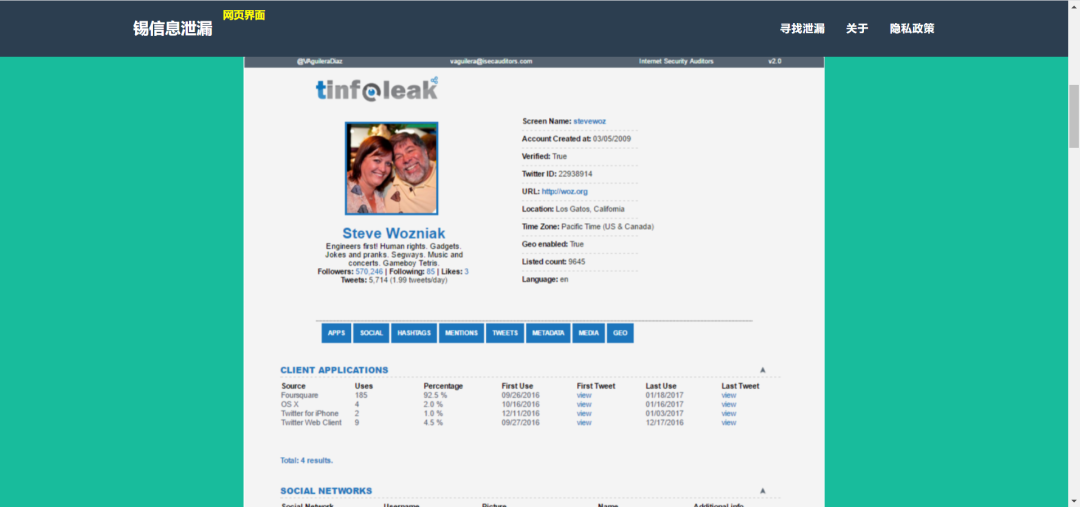 锡信息泄漏
网页界面
寻找泄漏 关于 隐私政策
@VAguileraDiaz vaguilera@isecauditors.com Internet Security Auditors v2.0
tinfoleak
Screen Name: stevewoz
Account Created at: 03/05/2009
Verified: True
Twitter ID: 22938914
URL: http://woz.org
Location: Los Gatos, California
Time Zone: Pacific Time (US & Canada)
Geo enabled: True
Listed count: 9645
Language: en
Steve Wozniak
Engineers first! Human rights. Gadgets.
Jokes and pranks. Segways. Music and
concerts. Gameboy Tetris.
Followers: 570,246 | Following: 85 | Likes: 3
Tweets: 5,714 (1.99 tweets/day)
APPS SOCIAL HASHTAGS MENTIONS TWEETS METADATA MEDIA GEO
CLIENT APPLICATIONS
Source Uses Percentage First Use First Tweet Last Use Last Tweet
Foursquare 185 92.5 % 09/26/2016 view 01/18/2017 view
OS X 4 2.0 % 10/16/2016 view 01/16/2017 view
Twitter for iPhone 2 1.0 % 12/11/2016 view 01/03/2017 view
Twitter Web Client 9 4.5 % 09/27/2016 view 12/17/2016 view
Total: 4 results.
SOCIAL NETWORKS
Social Network Username Picture Name Additional info